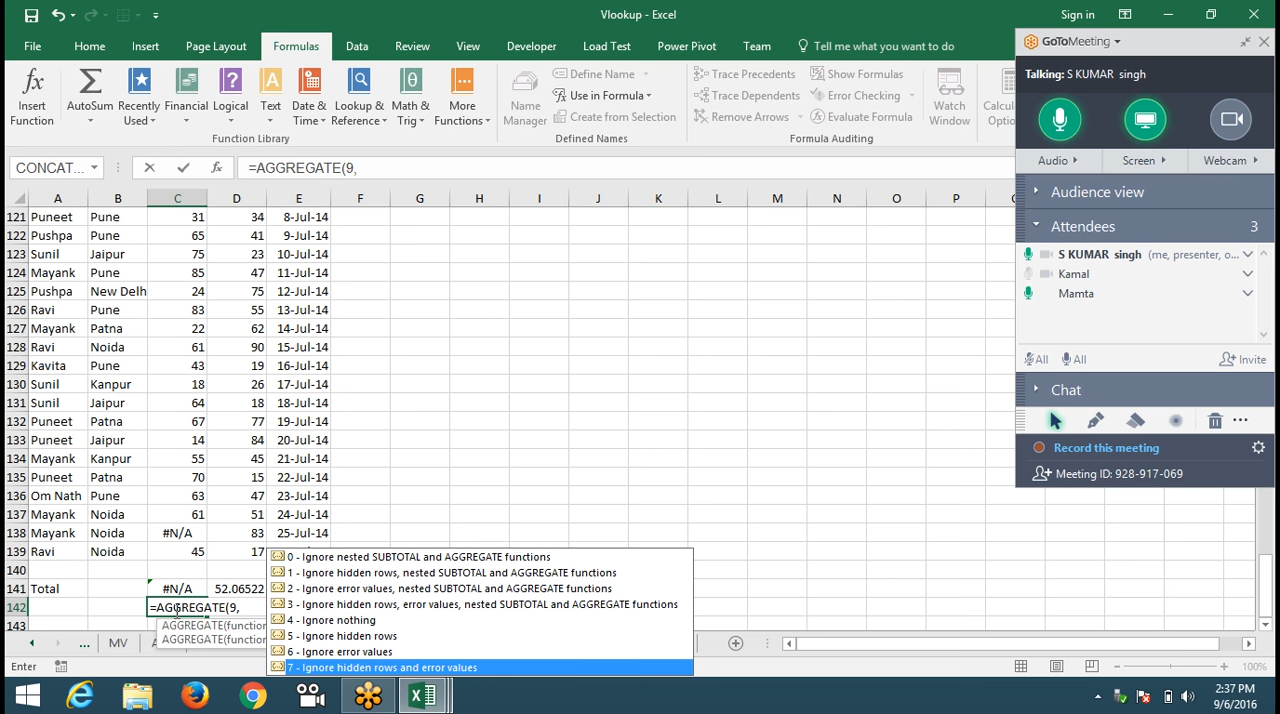 Vlookup - Excel
Sign in
File Home Insert Page Layout Formulas Data Review View Developer Load Test Power Pivot Team Tell me what you want to do
Insert Function
AutoSum
Recently Used
Financial
Logical
Text
Date & Time
Lookup & Reference
Math & Trig
More Functions
Function Library
Name Manager
Define Name
Use in Formula
Create from Selection
Defined Names
Trace Precedents
Trace Dependents
Remove Arrows
Show Formulas
Error Checking
Evaluate Formula
Formula Auditing
Watch Window
CONCAT...
fx
=AGGREGATE(9,
A B C D E F G H I J K L M N O P
121 Puneet Pune 31 34 8-Jul-14
122 Pushpa Pune 65 41 9-Jul-14
123 Sunil Jaipur 75 23 10-Jul-14
124 Mayank Pune 85 47 11-Jul-14
125 Pushpa New Delh 24 75 12-Jul-14
126 Ravi Pune 83 55 13-Jul-14
127 Mayank Patna 22 62 14-Jul-14
128 Ravi Noida 61 90 15-Jul-14
129 Kavita Pune 43 19 16-Jul-14
130 Sunil Kanpur 18 26 17-Jul-14
131 Sunil Jaipur 64 18 18-Jul-14
132 Puneet Patna 67 77 19-Jul-14
133 Puneet Jaipur 14 84 20-Jul-14
134 Mayank Kanpur 55 45 21-Jul-14
135 Puneet Patna 70 15 22-Jul-14
136 Om Nath Pune 63 47 23-Jul-14
137 Mayank Noida 61 51 24-Jul-14
138 Mayank Noida #N/A 83 25-Jul-14
139 Ravi Noida 45 17
140
141 Total #N/A 52.06522
142 =AGGREGATE(9,
143
AGGREGATE(function
AGGREGATE(function
0 - Ignore nested SUBTOTAL and AGGREGATE functions
1 - Ignore hidden rows, nested SUBTOTAL and AGGREGATE functions
2 - Ignore error values, nested SUBTOTAL and AGGREGATE functions
3 - Ignore hidden rows, error values, nested SUBTOTAL and AGGREGATE functions
4 - Ignore nothing
5 - Ignore hidden rows
6 - Ignore error values
7 - Ignore hidden rows and error values
... MV
Enter
100%
GoToMeeting
Talking: S KUMAR singh
Audio Screen Webcam
Audience view
Attendees 3
S KUMAR singh (me, presenter, o...
Kamal
Mamta
All All Invite
Chat
Record this meeting
Meeting ID: 928-917-069
2:37 PM
9/6/2016